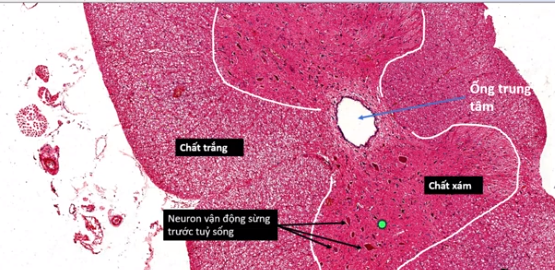 Ống trung
tâm
Chất trắng
Chất xám
Neuron vận động sừng
trước tuỷ sống